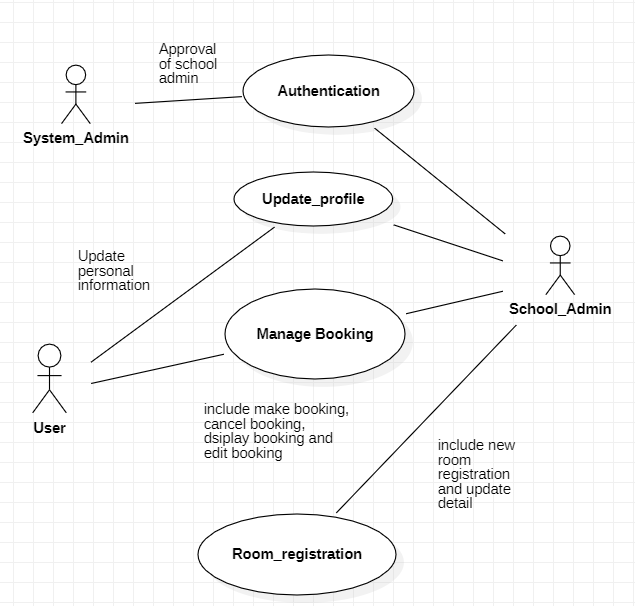 Approval
of school
admin
Authentication
System_Admin
Update_profile
Update
personal
information
School_Admin
Manage Booking
User
include make booking,
cancel booking,
dsiplay booking and
edit booking
include new
room
registration
and update
detail
Room_registration